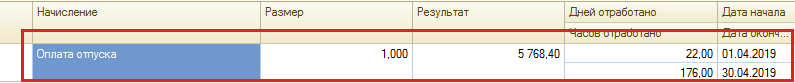 Начисление Размер Результат Дней отработано Дата начала
Часов отработано Дата оконч...
Оплата отпуска 1,000 5 768,40 22,00 01.04.2019
176,00 30.04.2019